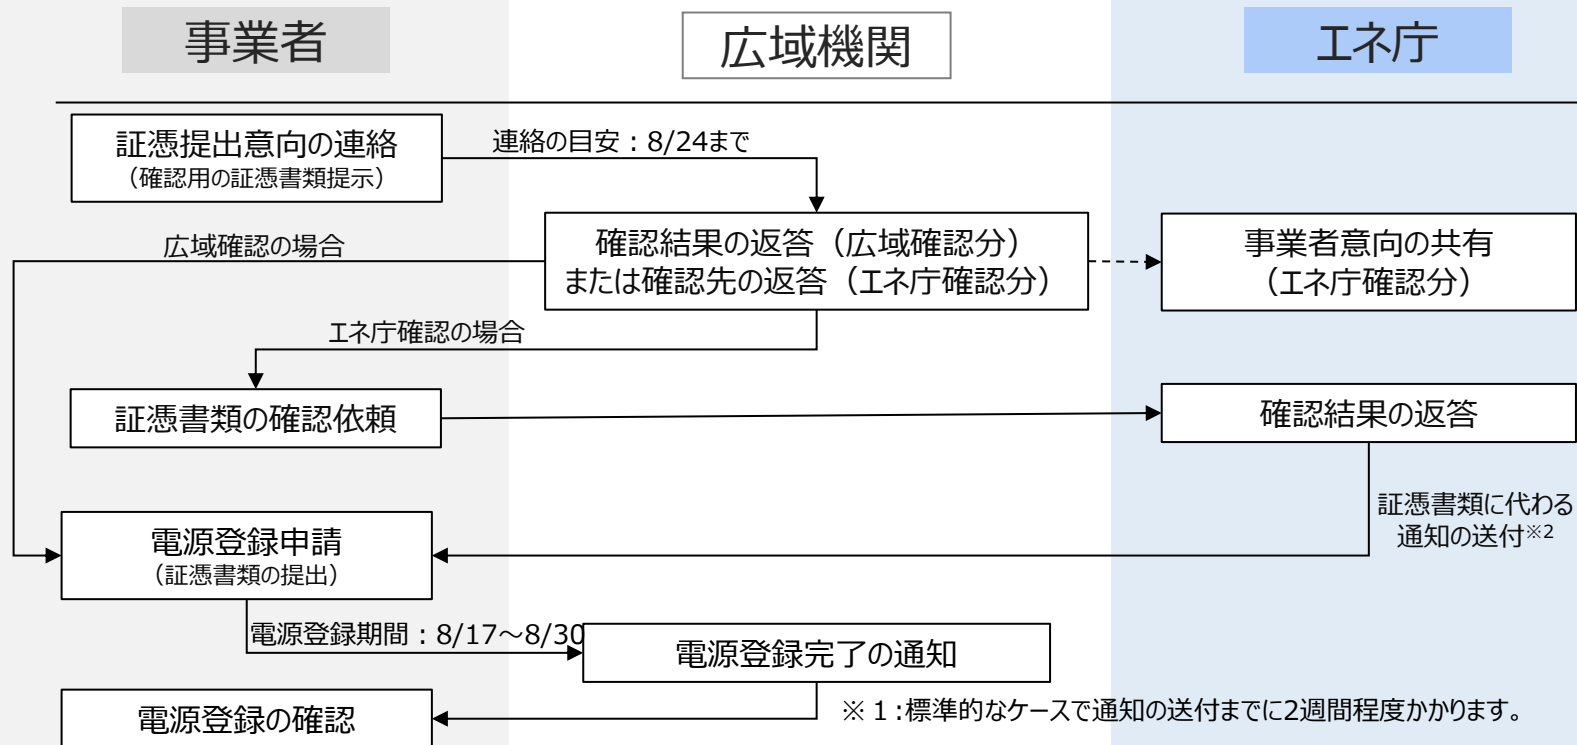 事業者
広域機関
エネ庁
証憑提出意向の連絡
（確認用の証憑書類提示）
連絡の目安：8/24まで
確認結果の返答（広域確認分）
または確認先の返答（エネ庁確認分）
事業者意向の共有
（エネ庁確認分）
広域確認の場合
エネ庁確認の場合
証憑書類の確認依頼
確認結果の返答
証憑書類に代わる
通知の送付※2
電源登録申請
（証憑書類の提出）
電源登録期間：8/17～8/30
電源登録完了の通知
電源登録の確認
※１:標準的なケースで通知の送付までに2週間程度かかります。